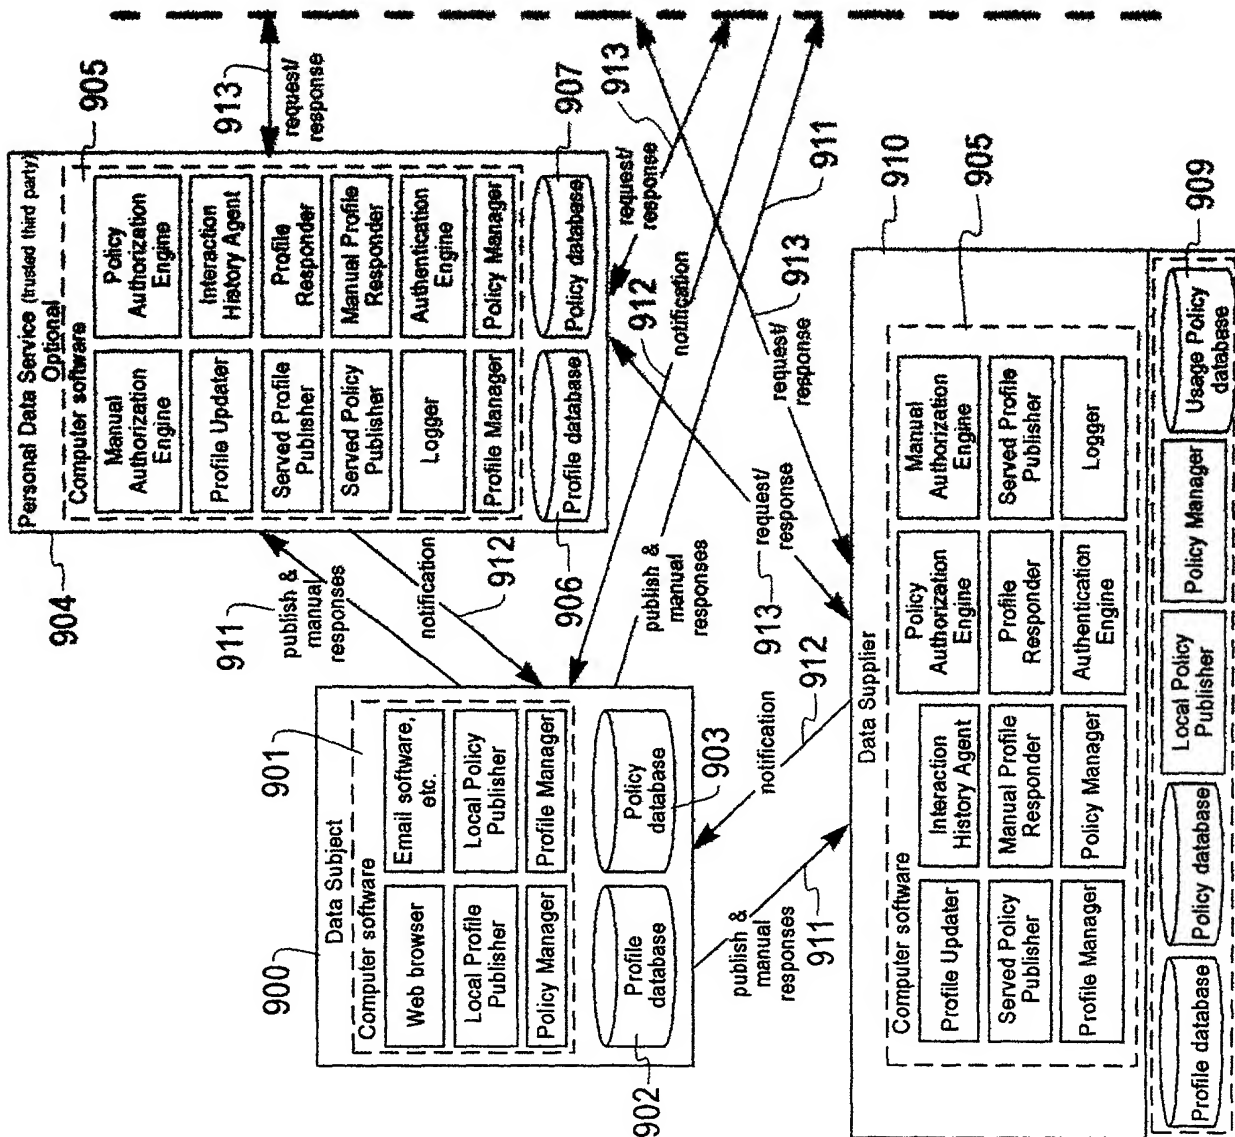 904
Personal Data Service (trusted third party)
Optional
Computer software
905
Manual
Authorization
Engine
Policy
Authorization
Engine
Profile Updater
Interaction
History Agent
Served Profile
Publisher
Profile
Responder
Served Policy
Publisher
Manual Profile
Responder
Logger
Authentication
Engine
Profile Manager
Policy Manager
Profile database
Policy database
906
907
913
request/
response
911
publish &
manual
responses
notification
912
900
Data Subject
Computer software
901
Web browser
Email software,
etc.
Local Profile
Publisher
Local Policy
Publisher
Policy Manager
Profile Manager
Profile
database
Policy
database
902
903
request/
response
913
912
notification
publish &
manual
responses
911
913
request/
response
913
request/
response
notification
912
publish &
manual
responses
911
Data Supplier
910
Computer software
905
Profile Updater
Interaction
History Agent
Policy
Authorization
Engine
Manual
Authorization
Engine
Served Policy
Publisher
Manual Profile
Responder
Profile
Responder
Served Profile
Publisher
Profile Manager
Policy Manager
Authentication
Engine
Logger
Profile database
Policy database
Local Policy
Publisher
Policy Manager
Usage Policy
database
909